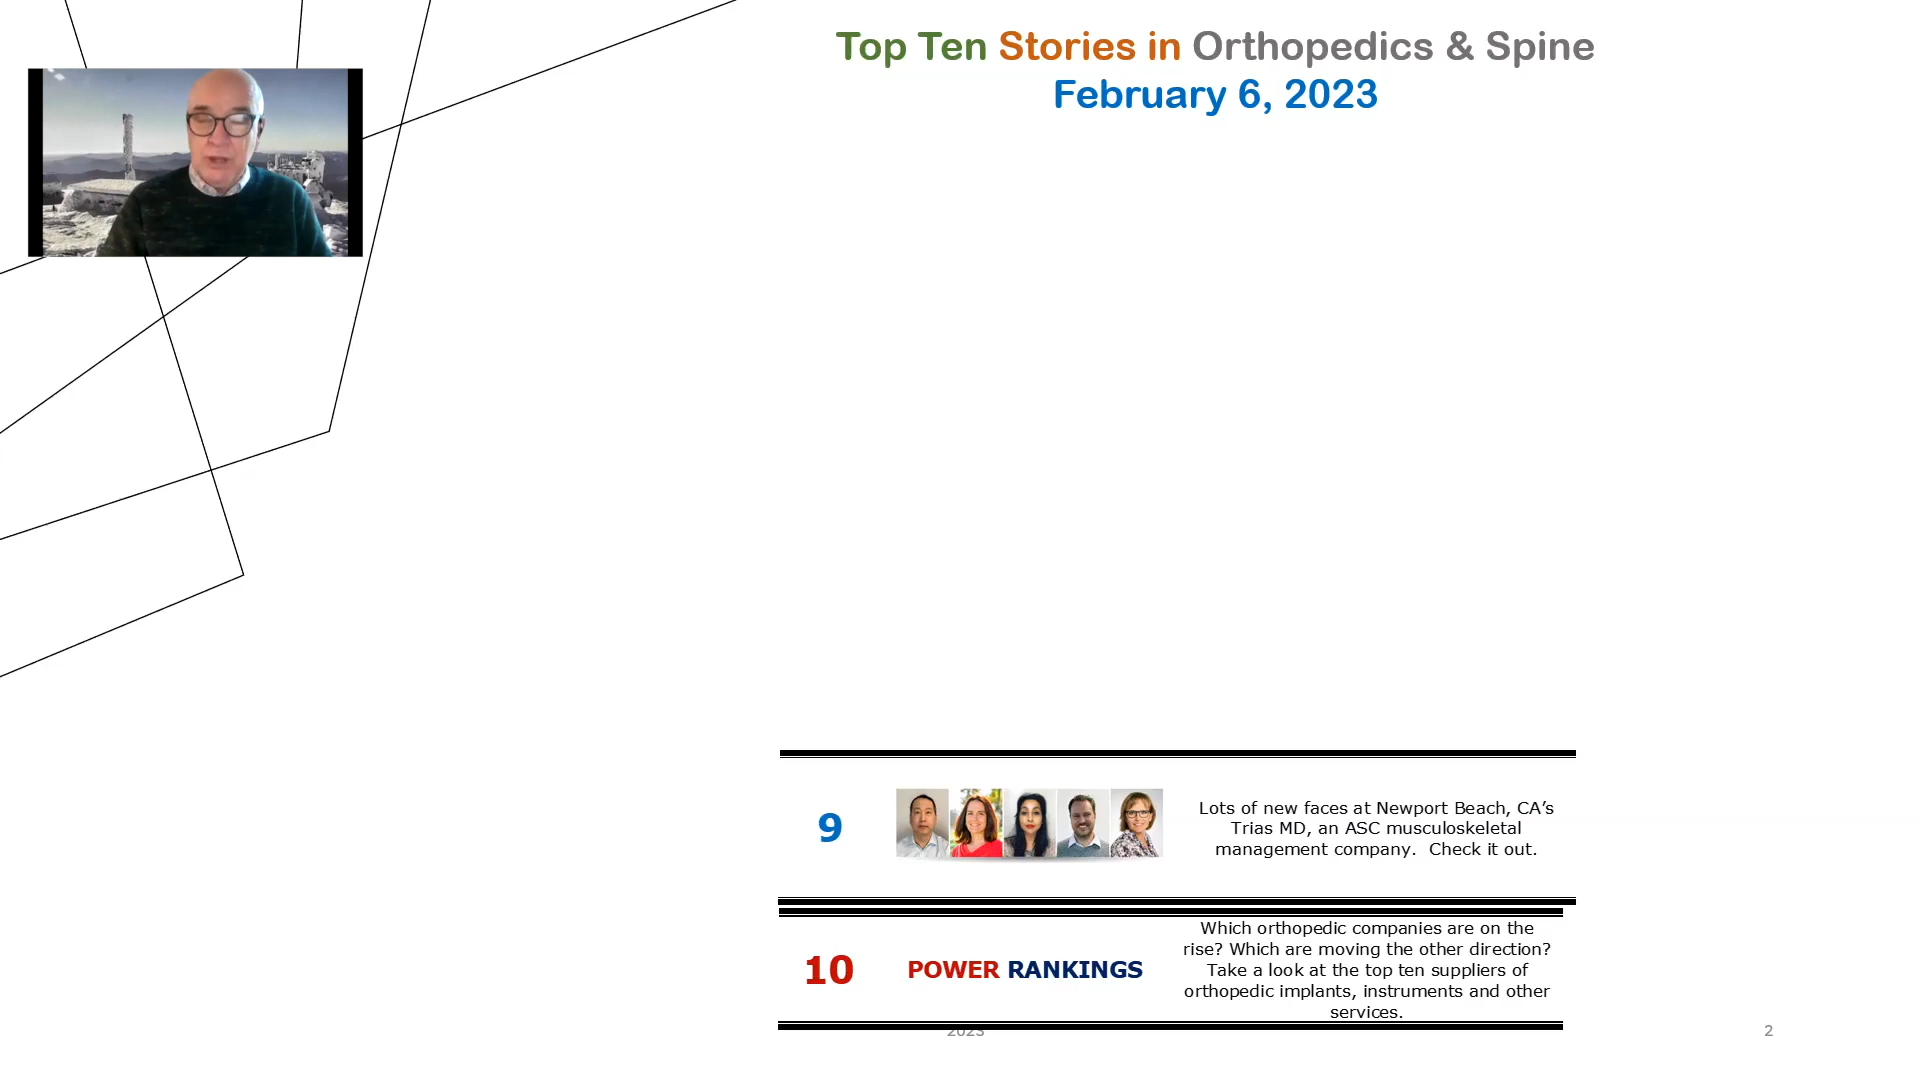 Top Ten Stories in Orthopedics & Spine
February 6, 2023
9
Lots of new faces at Newport Beach, CA’s
Trias MD, an ASC musculoskeletal
management company.  Check it out.
10
POWER RANKINGS
Which orthopedic companies are on the
rise? Which are moving the other direction?
Take a look at the top ten suppliers of
orthopedic implants, instruments and other
services.
2023
2